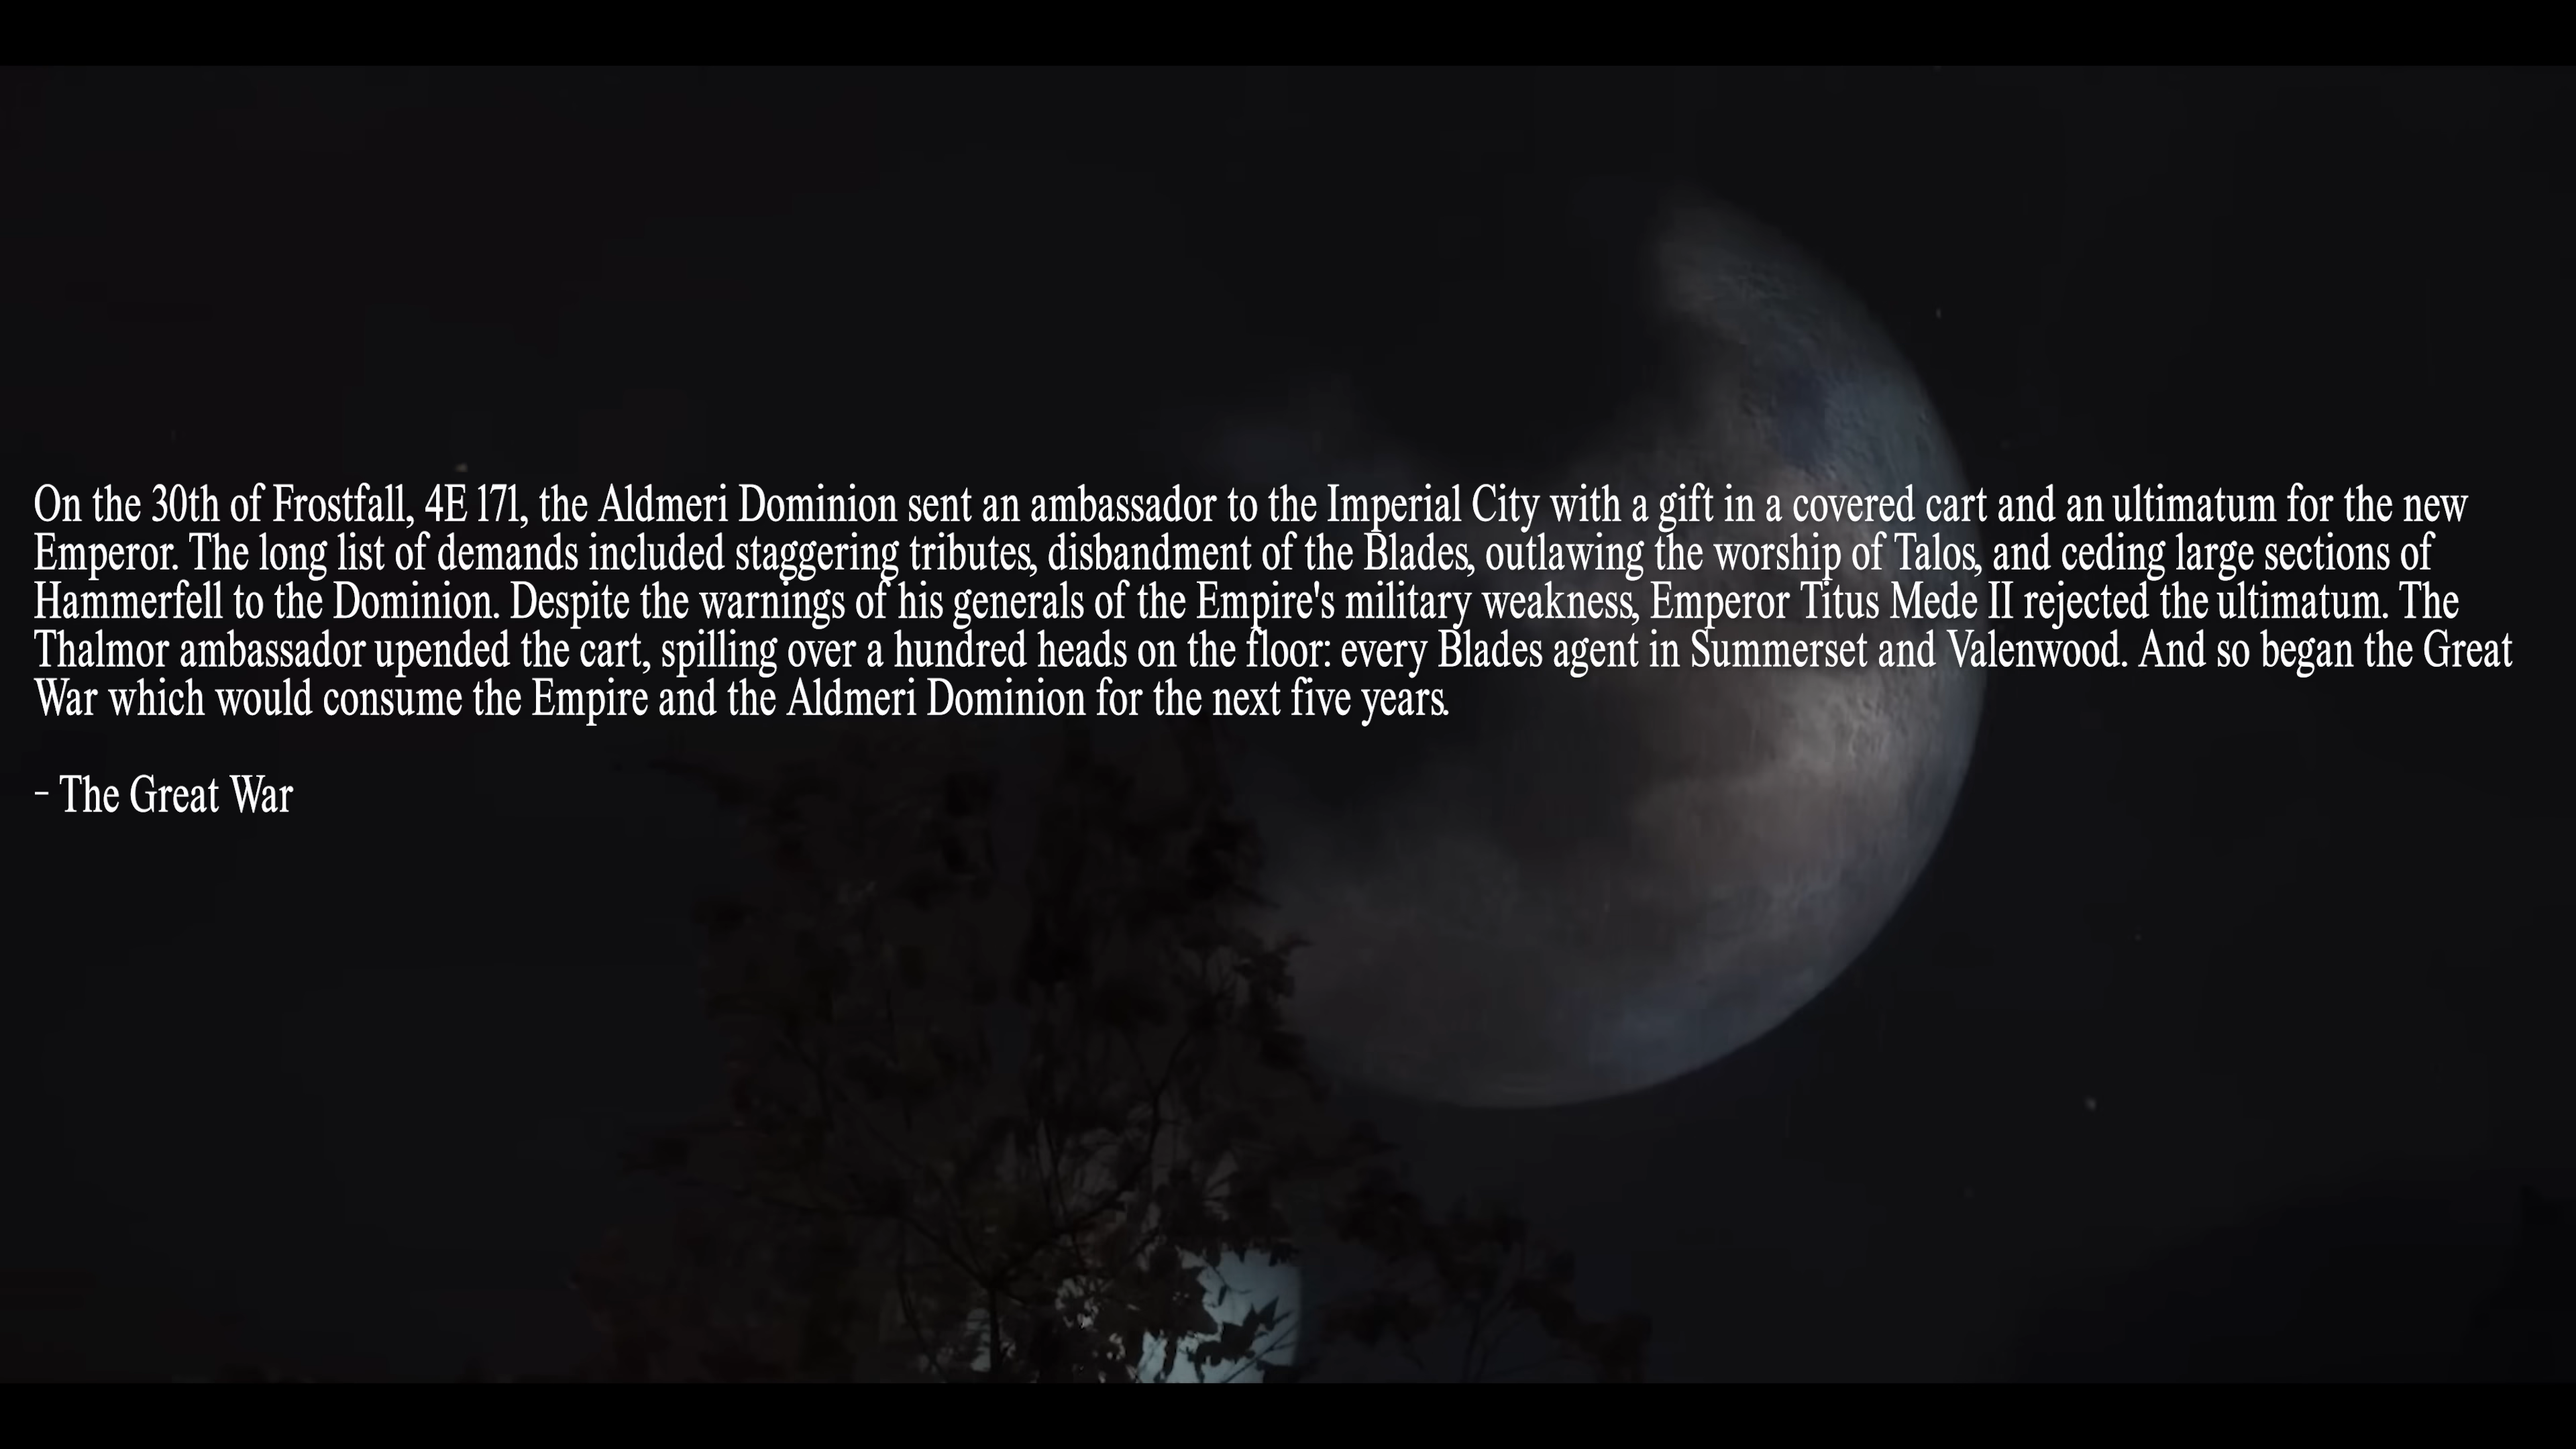 On the 30th of Frostfall, 4E 171, the Aldmeri Dominion sent an ambassador to the Imperial City with a gift in a covered cart and an ultimatum for the new
Emperor. The long list of demands included staggering tributes, disbandment of the Blades, outlawing the worship of Talos, and ceding large sections of
Hammerfell to the Dominion. Despite the warnings of his generals of the Empire's military weakness, Emperor Titus Mede II rejected the ultimatum. The
Thalmor ambassador upended the cart, spilling over a hundred heads on the floor: every Blades agent in Summerset and Valenwood. And so began the Great
War which would consume the Empire and the Aldmeri Dominion for the next five years.
- The Great War